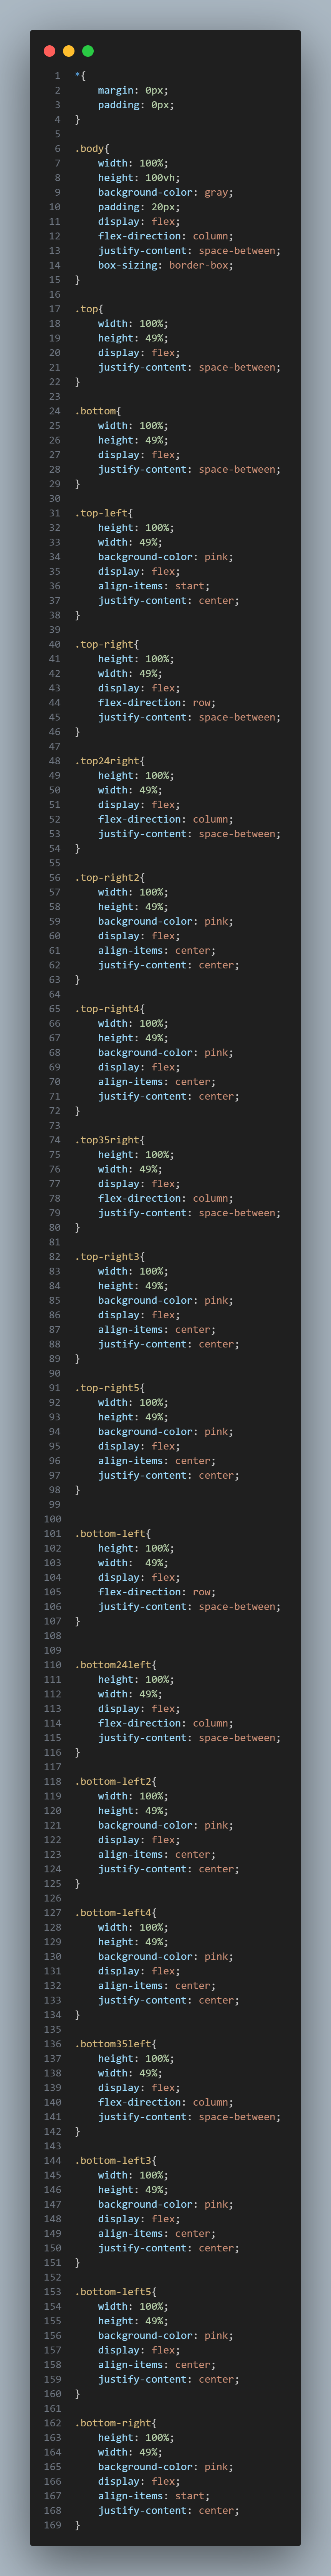 1 *{
2     margin: 0px;
3     padding: 0px;
4 }
5
6 .body{
7     width: 100%;
8     height: 100vh;
9     background-color: gray;
10     padding: 20px;
11     display: flex;
12     flex-direction: column;
13     justify-content: space-between;
14     box-sizing: border-box;
15 }
16
17 .top{
18     width: 100%;
19     height: 49%;
20     display: flex;
21     justify-content: space-between;
22 }
23
24 .bottom{
25     width: 100%;
26     height: 49%;
27     display: flex;
28     justify-content: space-between;
29 }
30
31 .top-left{
32     height: 100%;
33     width: 49%;
34     background-color: pink;
35     display: flex;
36     align-items: start;
37     justify-content: center;
38 }
39
40 .top-right{
41     height: 100%;
42     width: 49%;
43     display: flex;
44     flex-direction: row;
45     justify-content: space-between;
46 }
47
48 .top24right{
49     height: 100%;
50     width: 49%;
51     display: flex;
52     flex-direction: column;
53     justify-content: space-between;
54 }
55
56 .top-right2{
57     width: 100%;
58     height: 49%;
59     background-color: pink;
60     display: flex;
61     align-items: center;
62     justify-content: center;
63 }
64
65 .top-right4{
66     width: 100%;
67     height: 49%;
68     background-color: pink;
69     display: flex;
70     align-items: center;
71     justify-content: center;
72 }
73
74 .top35right{
75     height: 100%;
76     width: 49%;
77     display: flex;
78     flex-direction: column;
79     justify-content: space-between;
80 }
81
82 .top-right3{
83     width: 100%;
84     height: 49%;
85     background-color: pink;
86     display: flex;
87     align-items: center;
88     justify-content: center;
89 }
90
91 .top-right5{
92     width: 100%;
93     height: 49%;
94     background-color: pink;
95     display: flex;
96     align-items: center;
97     justify-content: center;
98 }
99
100
101 .bottom-left{
102     height: 100%;
103     width:  49%;
104     display: flex;
105     flex-direction: row;
106     justify-content: space-between;
107 }
108
109
110 .bottom24left{
111     height: 100%;
112     width: 49%;
113     display: flex;
114     flex-direction: column;
115     justify-content: space-between;
116 }
117
118 .bottom-left2{
119     width: 100%;
120     height: 49%;
121     background-color: pink;
122     display: flex;
123     align-items: center;
124     justify-content: center;
125 }
126
127 .bottom-left4{
128     width: 100%;
129     height: 49%;
130     background-color: pink;
131     display: flex;
132     align-items: center;
133     justify-content: center;
134 }
135
136 .bottom35left{
137     height: 100%;
138     width: 49%;
139     display: flex;
140     flex-direction: column;
141     justify-content: space-between;
142 }
143
144 .bottom-left3{
145     width: 100%;
146     height: 49%;
147     background-color: pink;
148     display: flex;
149     align-items: center;
150     justify-content: center;
151 }
152
153 .bottom-left5{
154     width: 100%;
155     height: 49%;
156     background-color: pink;
157     display: flex;
158     align-items: center;
159     justify-content: center;
160 }
161
162 .bottom-right{
163     height: 100%;
164     width: 49%;
165     background-color: pink;
166     display: flex;
167     align-items: start;
168     justify-content: center;
169 }